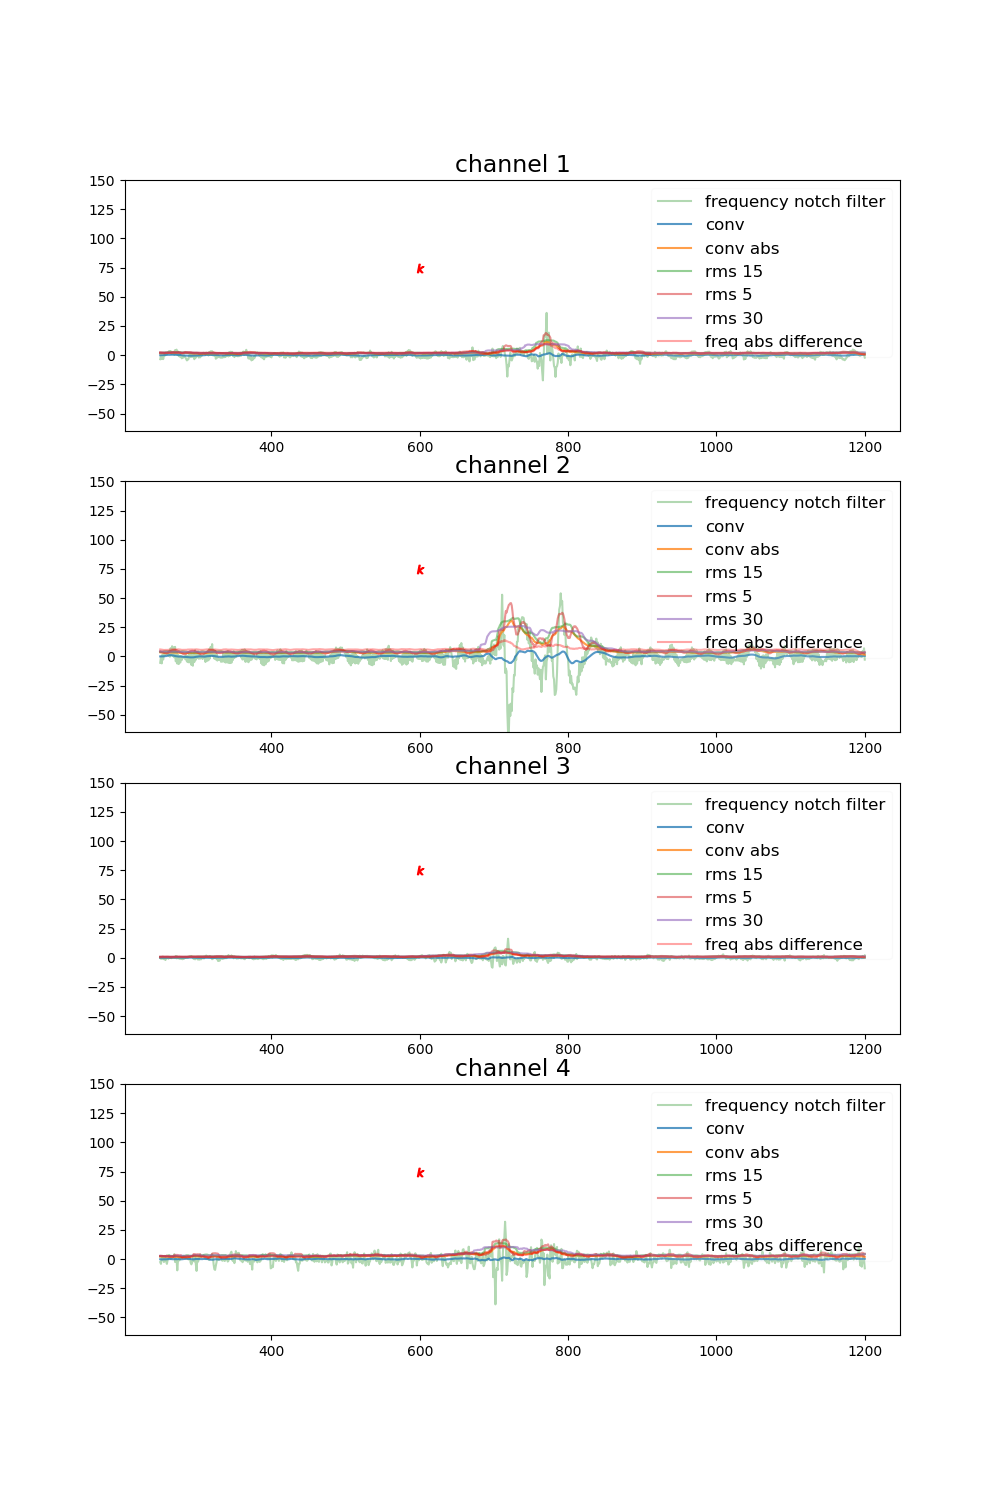 channel 1
150
125
100
75
50
25
0
−25
−50
frequency notch filter
conv
conv abs
rms 15
rms 5
rms 30
freq abs difference
k
400 600 800 1000 1200
channel 2
150
125
100
75
50
25
0
−25
−50
frequency notch filter
conv
conv abs
rms 15
rms 5
rms 30
freq abs difference
k
400 600 800 1000 1200
channel 3
150
125
100
75
50
25
0
−25
−50
frequency notch filter
conv
conv abs
rms 15
rms 5
rms 30
freq abs difference
k
400 600 800 1000 1200
channel 4
150
125
100
75
50
25
0
−25
−50
frequency notch filter
conv
conv abs
rms 15
rms 5
rms 30
freq abs difference
k
400 600 800 1000 1200